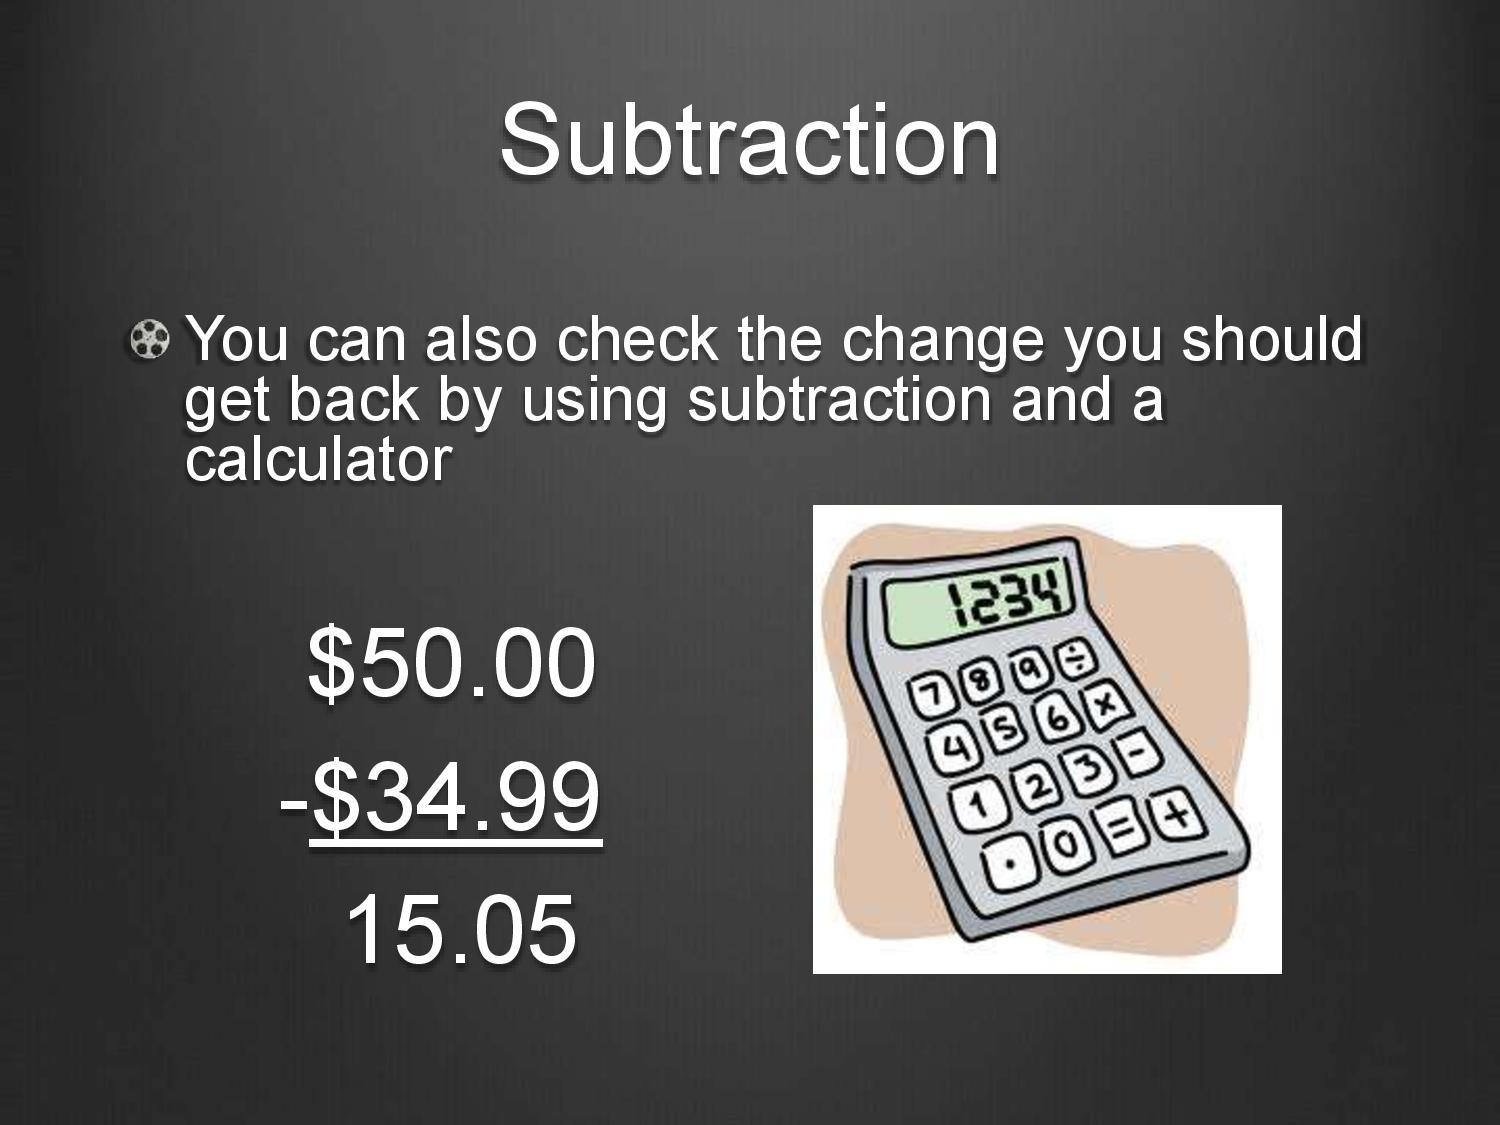 Subtraction
You can also check the change you should
get back by using subtraction and a
calculator
$50.00
-$34.99
15.05
1234
7 8 9 ÷
4 5 6 ×
1 2 3 -
. 0 = +